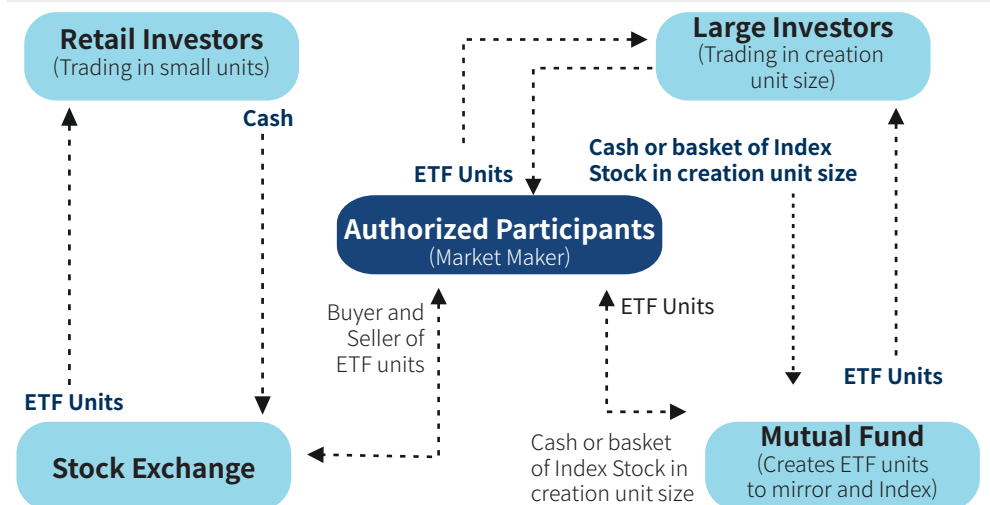 Retail Investors
(Trading in small units)
Large Investors
(Trading in creation
unit size)
Cash
Cash or basket of Index
Stock in creation unit size
ETF Units
Authorized Participants
(Market Maker)
Buyer and
Seller of
ETF units
ETF Units
ETF Units
ETF Units
Stock Exchange
Cash or basket
of Index Stock in
creation unit size
Mutual Fund
(Creates ETF units
to mirror and Index)